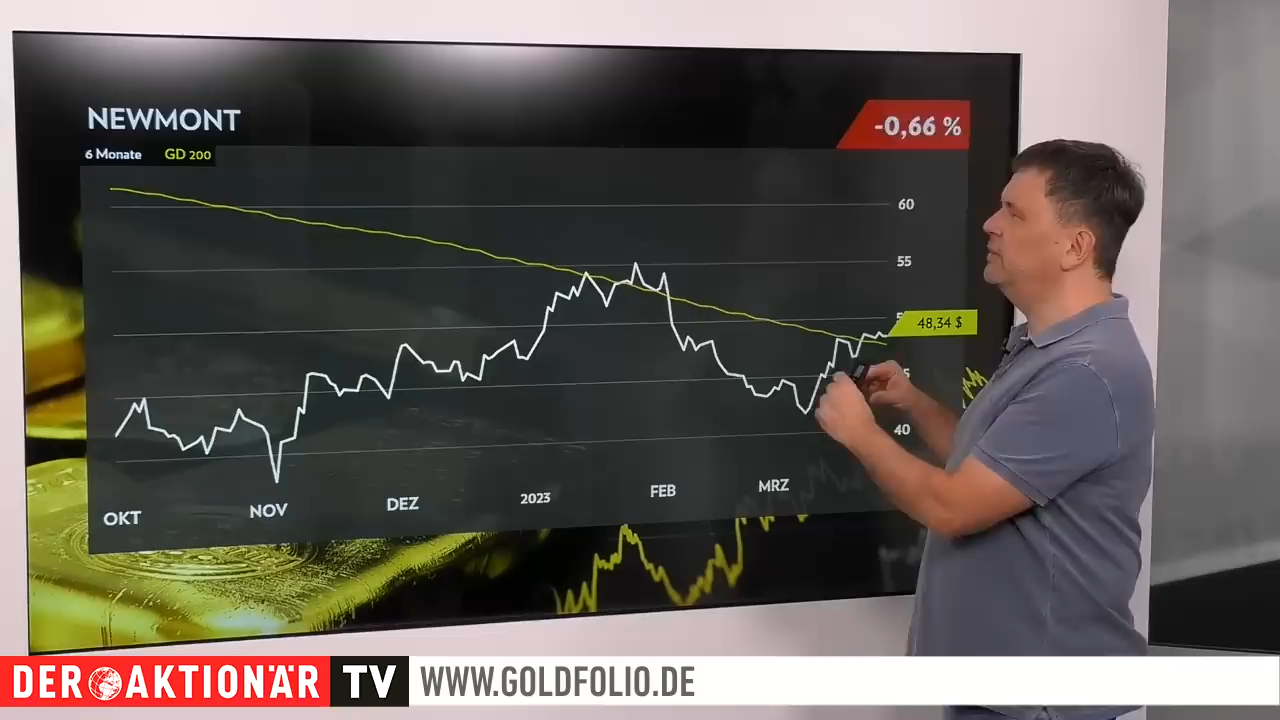 NEWMONT
-0,66 %
6 Monate GD 200
60
55
48,34 $
40
OKT NOV DEZ 2023 FEB MRZ
DER AKTIONÄR TV WWW.GOLDFOLIO.DE